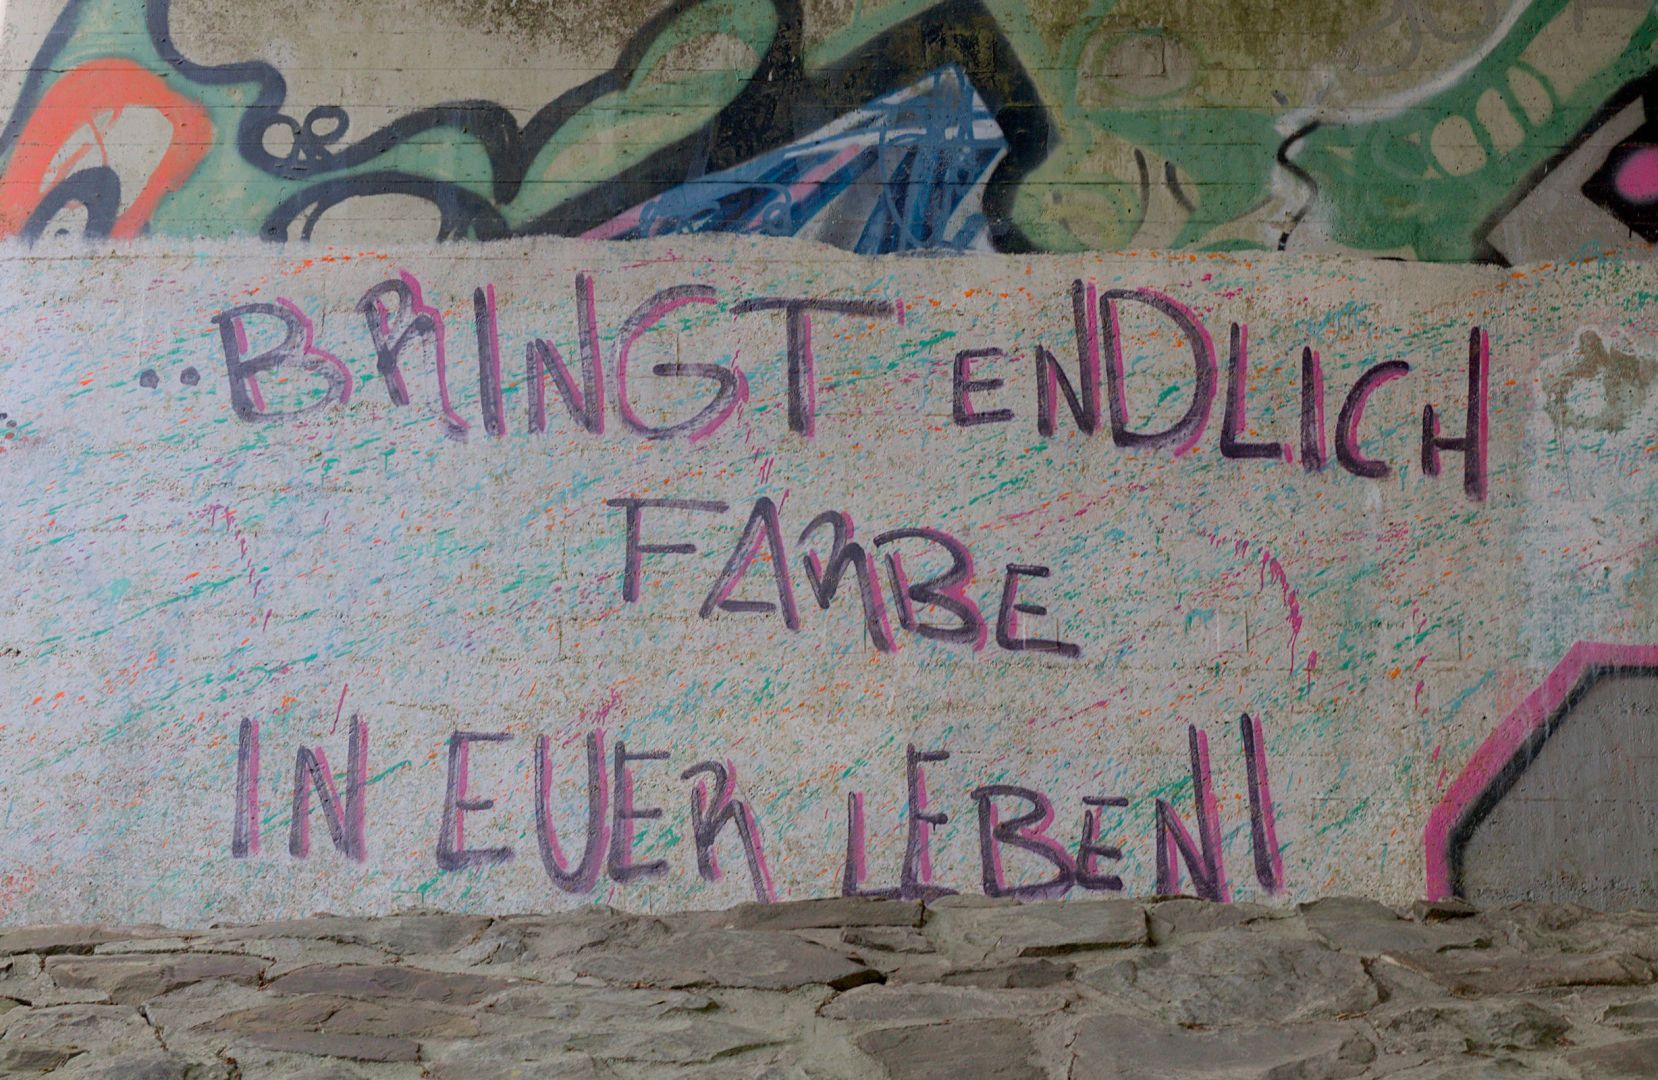 ..BRINGT ENDLICH
FARBE
IN EUER LEBEN!